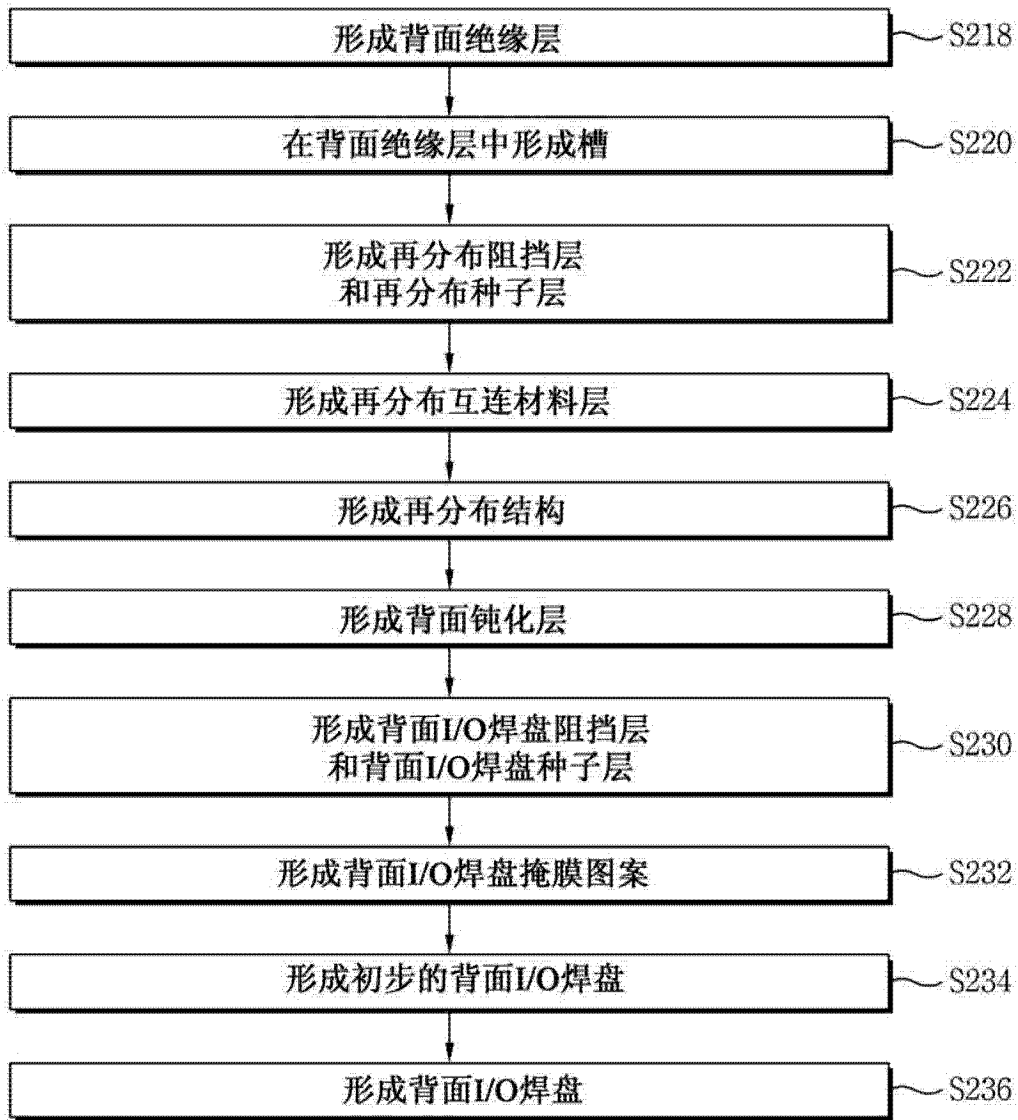 形成背面绝缘层
S218
在背面绝缘层中形成槽
S220
形成再分布阻挡层
和再分布种子层
S222
形成再分布互连材料层
S224
形成再分布结构
S226
形成背面钝化层
S228
形成背面I/O焊盘阻挡层
和背面I/O焊盘种子层
S230
形成背面I/O焊盘掩膜图案
S232
形成初步的背面I/O焊盘
S234
形成背面I/O焊盘
S236